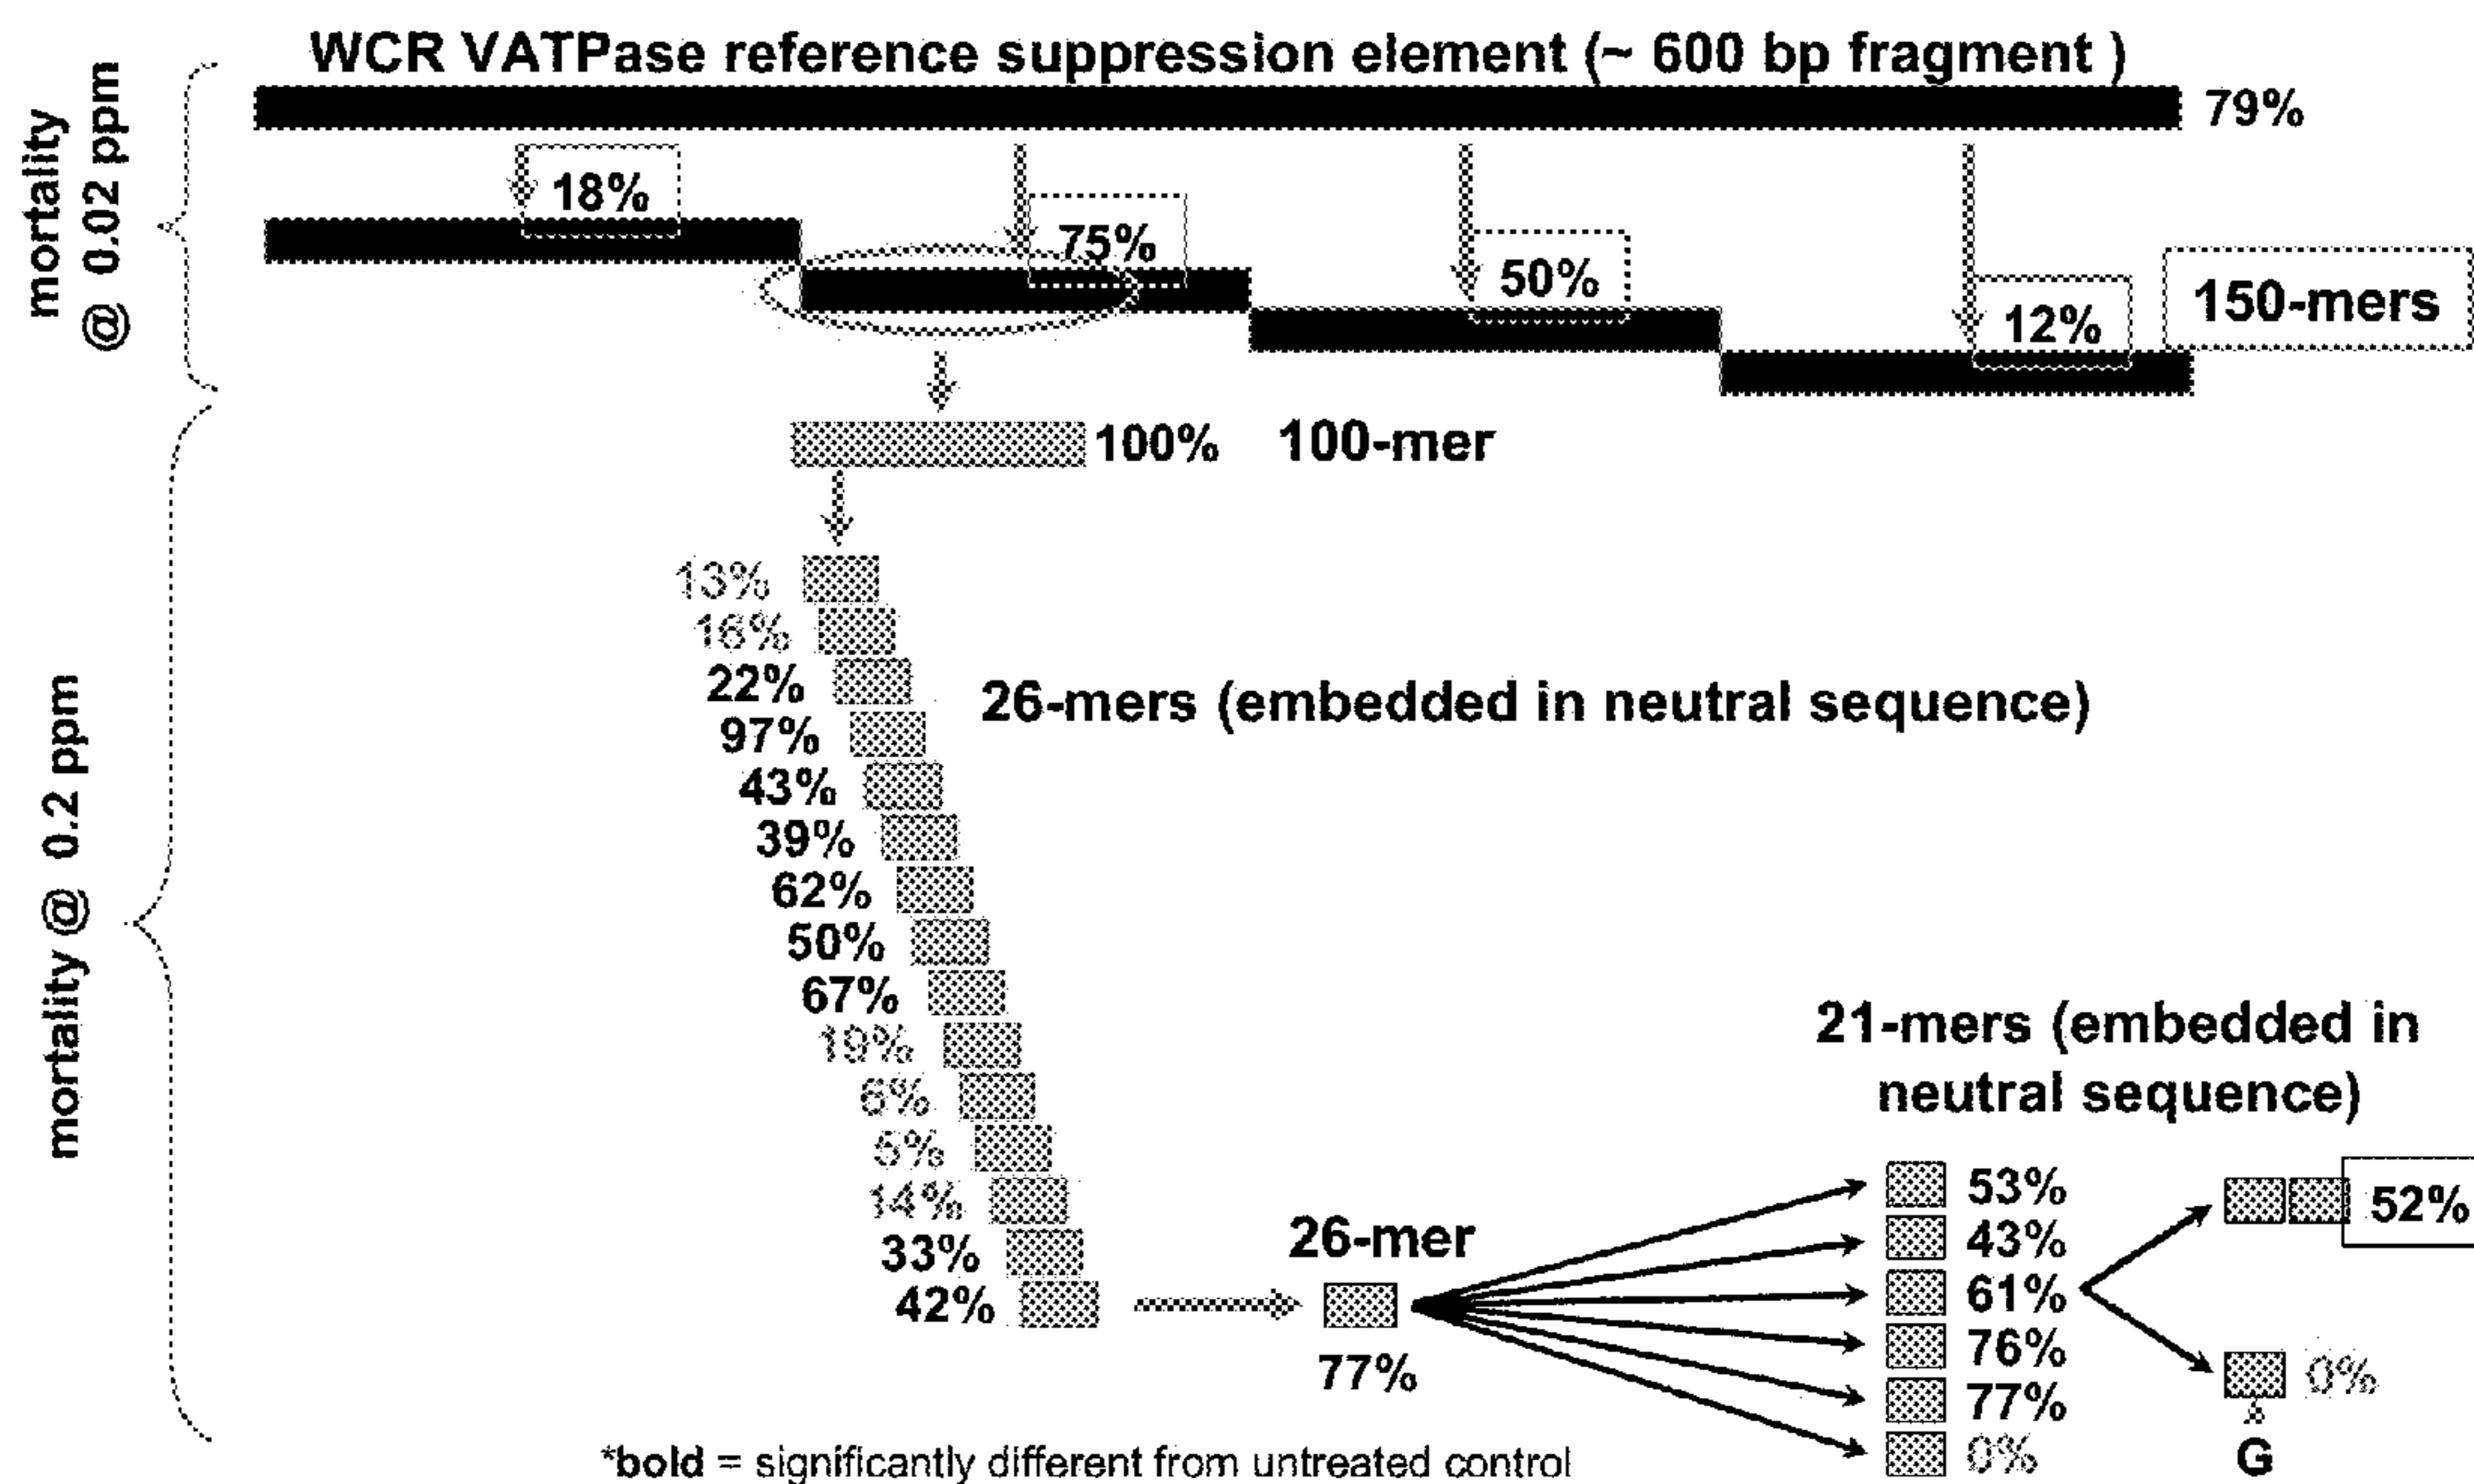 WCR VATPase reference suppression element (~ 600 bp fragment )
79%
mortality
@ 0.02 ppm
18%
75%
50%
12%
150-mers
100%
100-mer
13%
16%
22%
97%
43%
39%
62%
50%
67%
19%
6%
5%
14%
33%
42%
26-mers (embedded in neutral sequence)
mortality @ 0.2 ppm
26-mer
77%
21-mers (embedded in
neutral sequence)
53%
43%
61%
76%
77%
0%
52%
0%
G
*bold = significantly different from untreated control